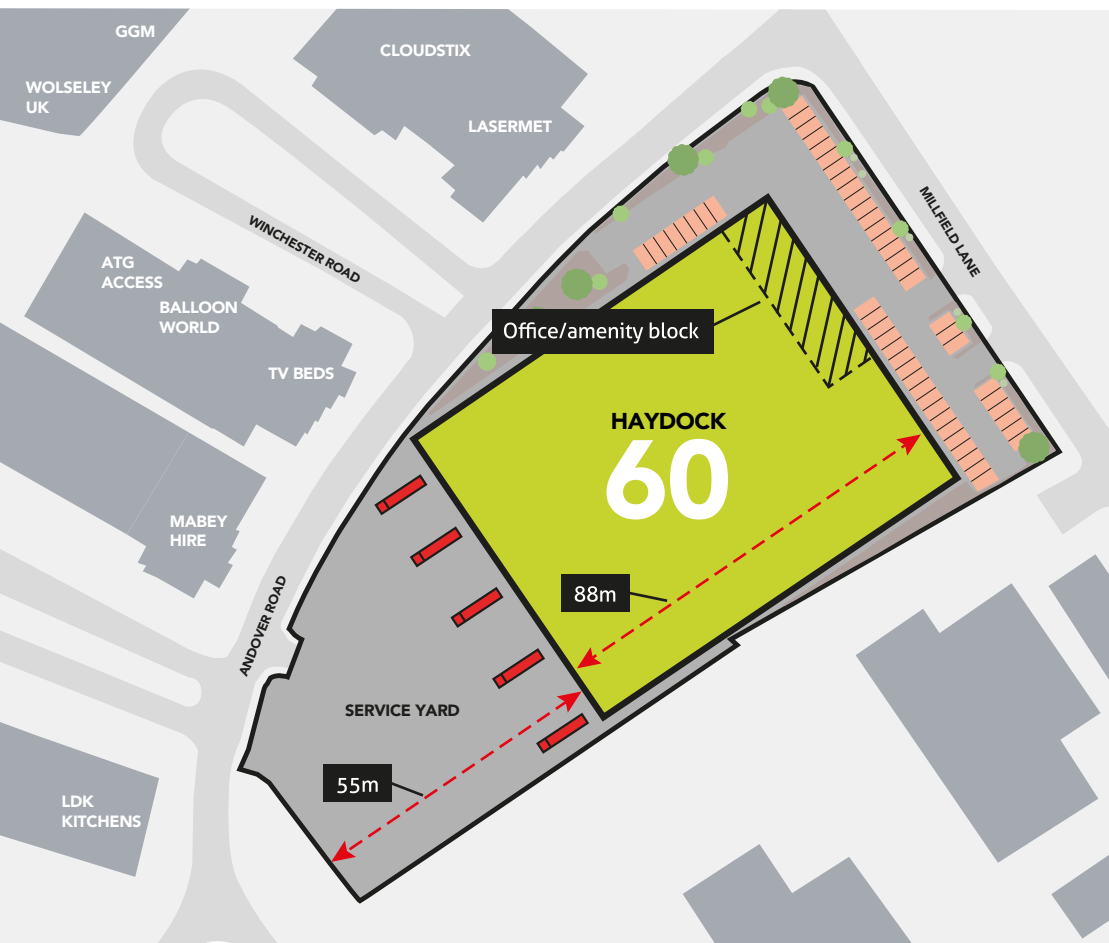 GGM
WOLSELEY
UK
CLOUDSTIX
LASERMET
WINCHESTER ROAD
MILLFIELD LANE
ATG
ACCESS
BALLOON
WORLD
TV BEDS
Office/amenity block
HAYDOCK
60
MABEY
HIRE
88m
ANDOVER ROAD
SERVICE YARD
55m
LDK
KITCHENS